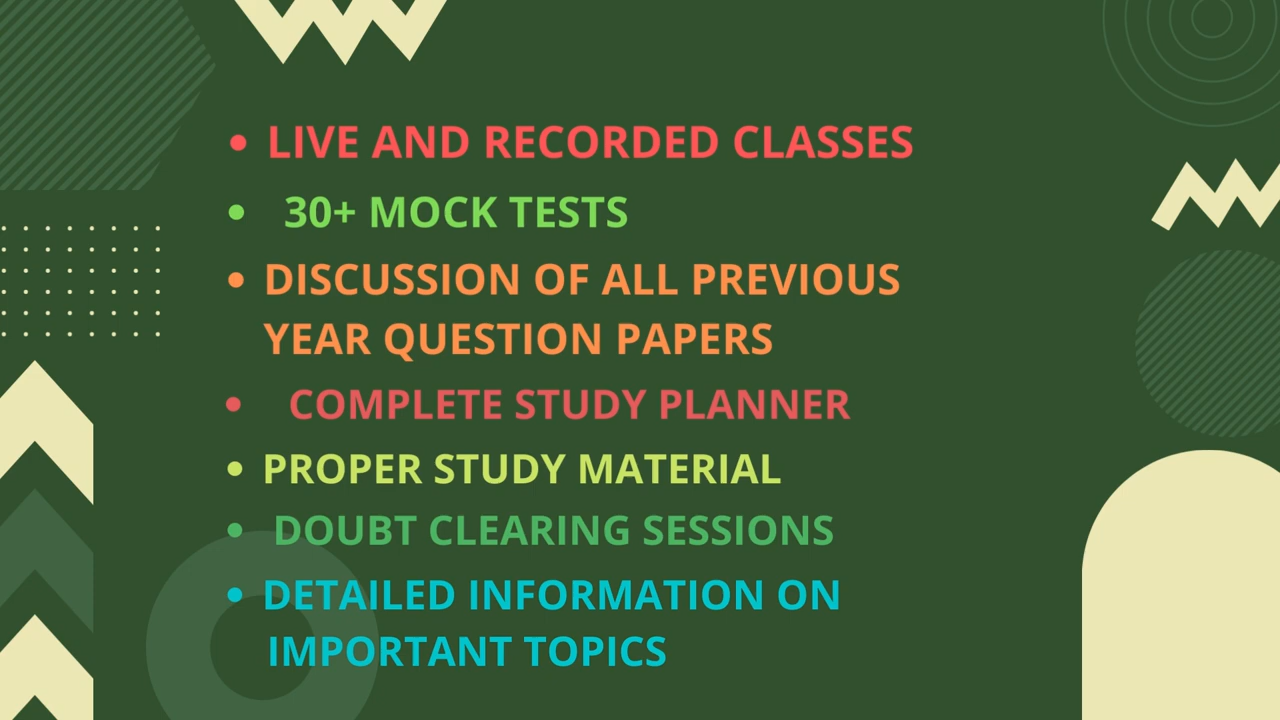 • LIVE AND RECORDED CLASSES
• 30+ MOCK TESTS
• DISCUSSION OF ALL PREVIOUS
YEAR QUESTION PAPERS
• COMPLETE STUDY PLANNER
• PROPER STUDY MATERIAL
• DOUBT CLEARING SESSIONS
• DETAILED INFORMATION ON
IMPORTANT TOPICS